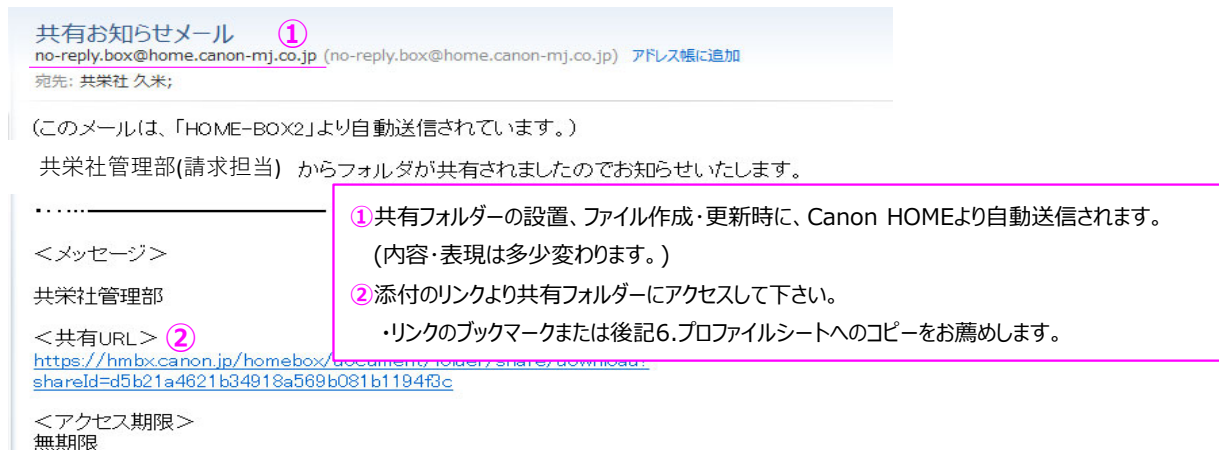 共有お知らせメール ①
no-reply.box@home.canon-mj.co.jp (no-reply.box@home.canon-mj.co.jp) アドレス帳に追加
宛先: 共栄社 久米;
(このメールは、「HOME-BOX2」より自動送信されています。)
共栄社管理部(請求担当) からフォルダが共有されましたのでお知らせいたします。
①共有フォルダーの設置、ファイル作成・更新時に、Canon HOMEより自動送信されます。
(内容・表現は多少変わります。)
②添付のリンクより共有フォルダーにアクセスして下さい。
・リンクのブックマークまたは後記6.プロファイルシートへのコピーをお薦めします。
<メッセージ>
共栄社管理部
<共有URL> ②
https://hmbx.canon.jp/homebox/document/folder/share/download?
shareId=d5b21a4621b34918a569b081b1194f3c
<アクセス期限>
無期限